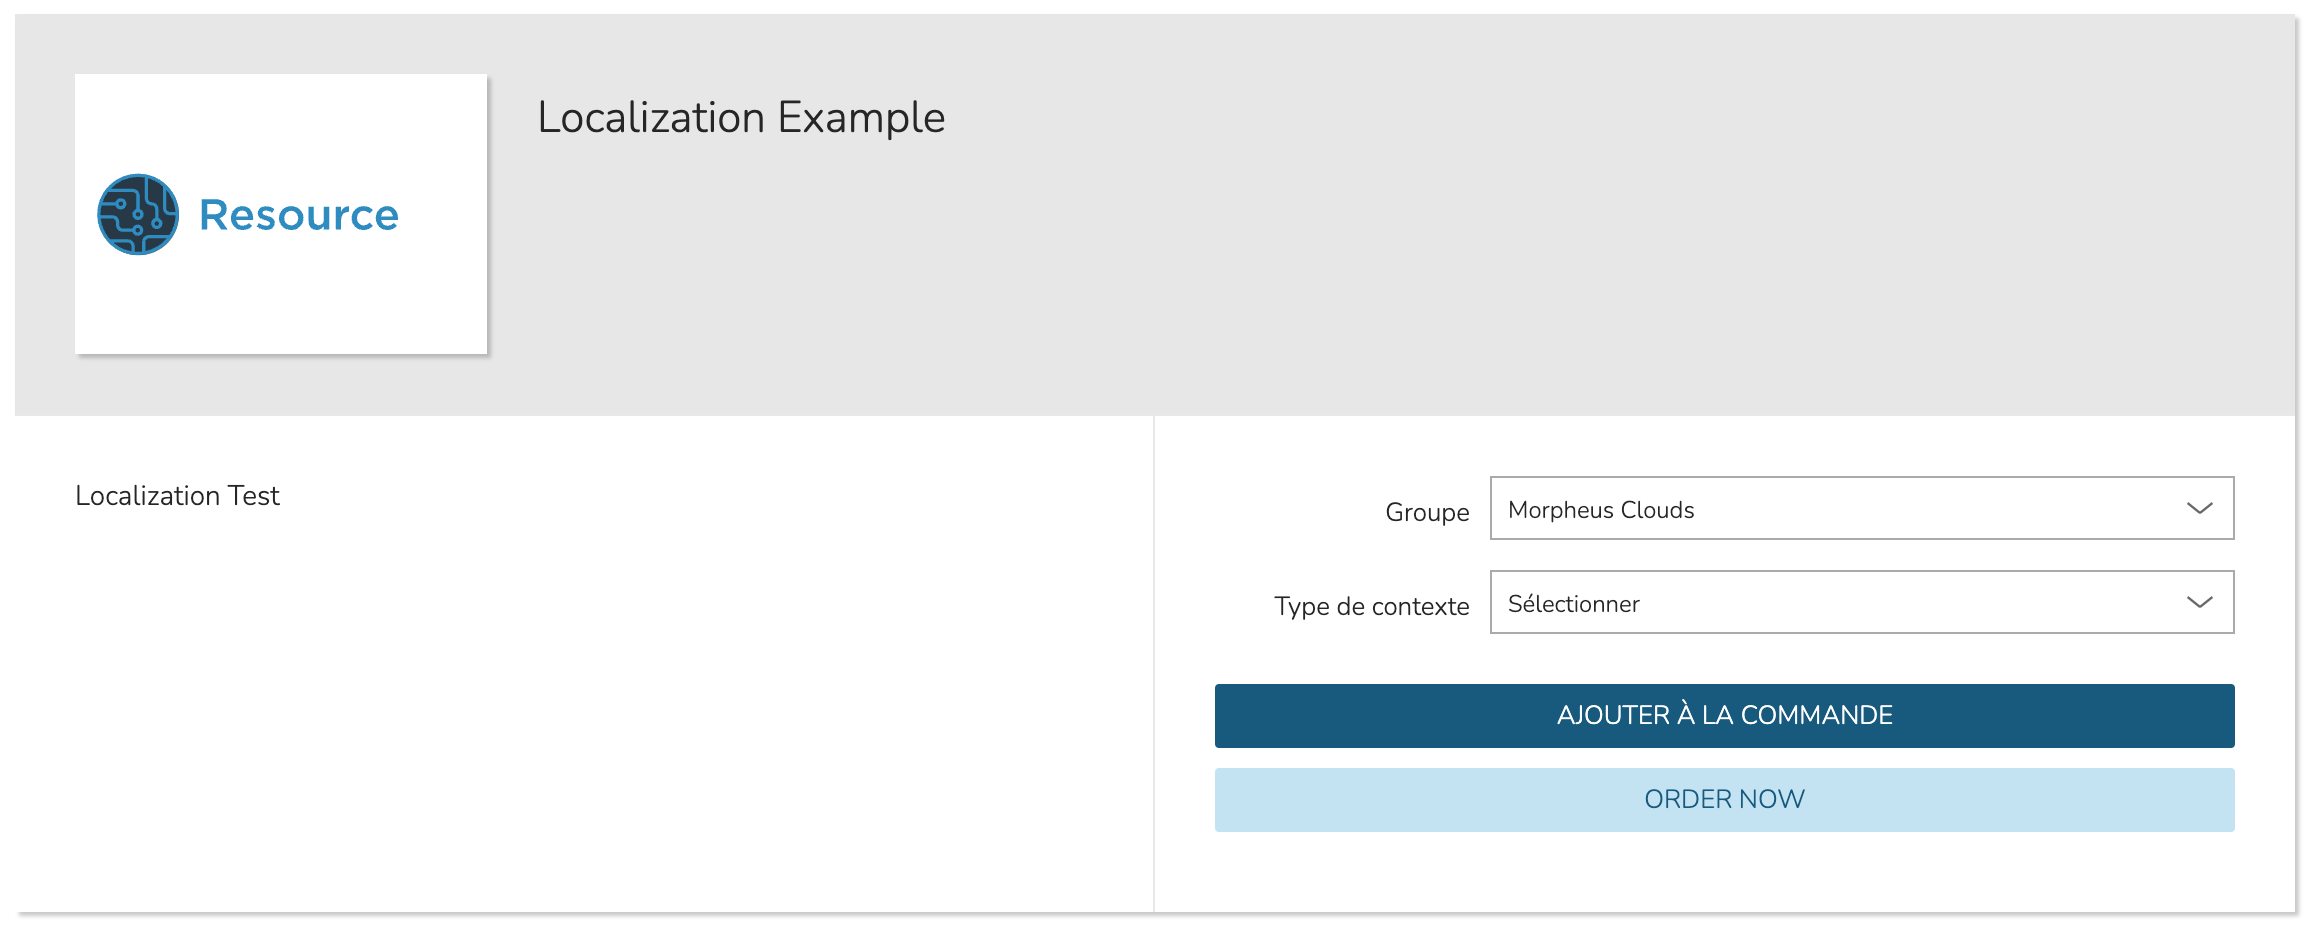 Resource
Localization Example
Localization Test
Groupe
Morpheus Clouds
Type de contexte
Sélectionner
AJOUTER À LA COMMANDE
ORDER NOW